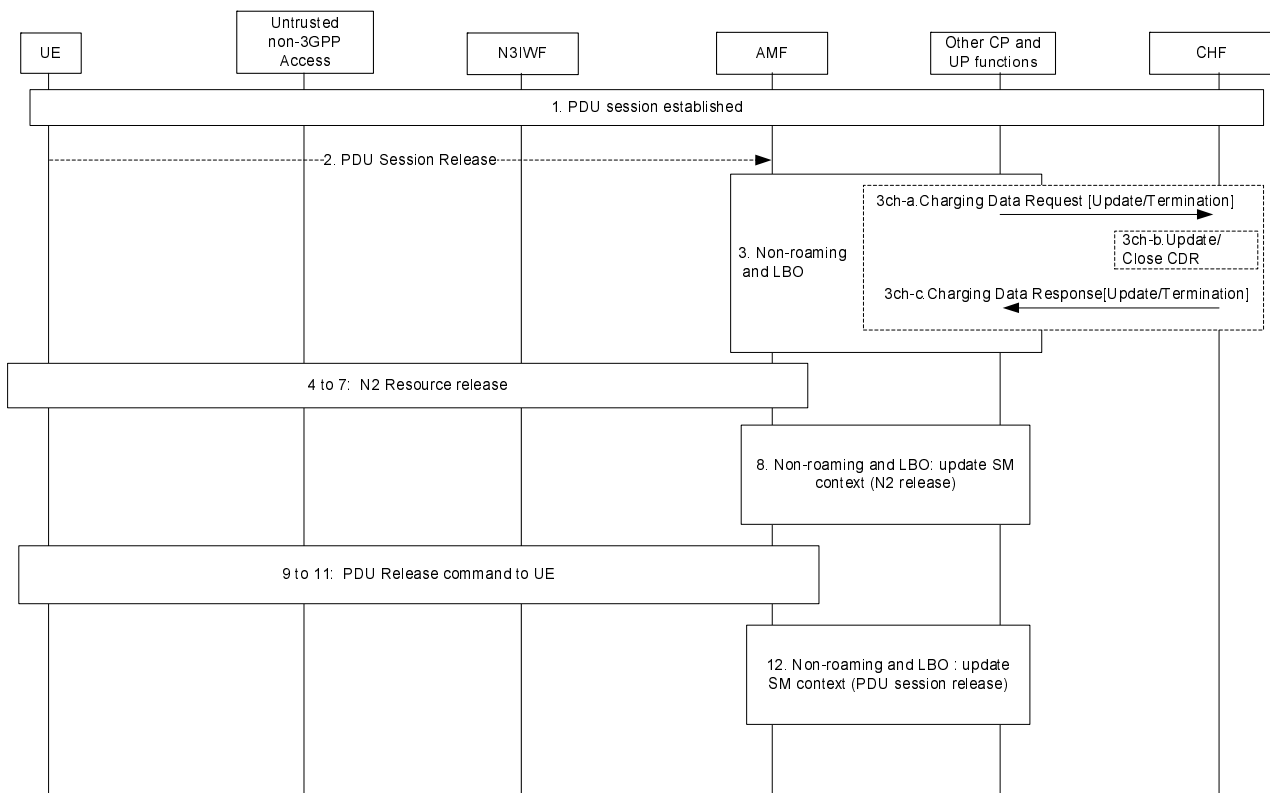 UE
Untrusted
non-3GPP
Access
N3IWF
AMF
Other CP and
UP functions
CHF
1. PDU session established
2. PDU Session Release
3ch-a.Charging Data Request [Update/Termination]
3ch-b.Update/
Close CDR
3. Non-roaming
and LBO
3ch-c.Charging Data Response[Update/Termination]
4 to 7: N2 Resource release
8. Non-roaming and LBO: update SM
context (N2 release)
9 to 11: PDU Release command to UE
12. Non-roaming and LBO : update
SM context (PDU session release)